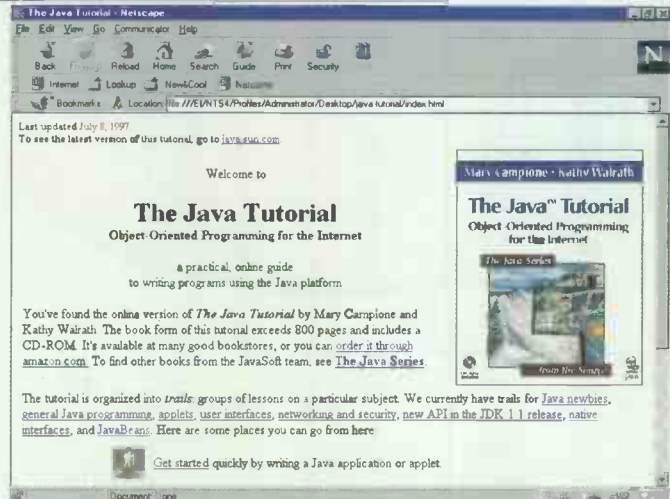 The Java Tutorial - Netscape
File Edit View Go Communicator Help
Back Forward Reload Home Search Guide Print Security
Internet Lookup New&Cool Netcaster
Bookmarks Location: file:///E|/NT54/Profiles/Administrator/Desktop/java tutorial/index.html
N
Last updated July 8, 1997
To see the latest version of this tutorial, go to java.sun.com.
Welcome to
The Java Tutorial
Object-Oriented Programming for the Internet
a practical, online guide
to writing programs using the Java platform
You've found the online version of The Java Tutorial by Mary Campione and
Kathy Walrath. The book form of this tutorial exceeds 800 pages and includes a
CD-ROM. It's available at many good bookstores, or you can order it through
amazon.com. To find other books from the JavaSoft team, see The Java Series.
Mary Campione • Kathy Walrath
The Java™ Tutorial
Object-Oriented Programming
for the Internet
The Java Series
from the Source
The tutorial is organized into trails: groups of lessons on a particular subject. We currently have trails for Java newbies,
general Java programming, applets, user interfaces, networking and security, new API in the JDK 1.1 release, native
interfaces, and JavaBeans. Here are some places you can go from here
Get started quickly by writing a Java application or applet.
Document: Done